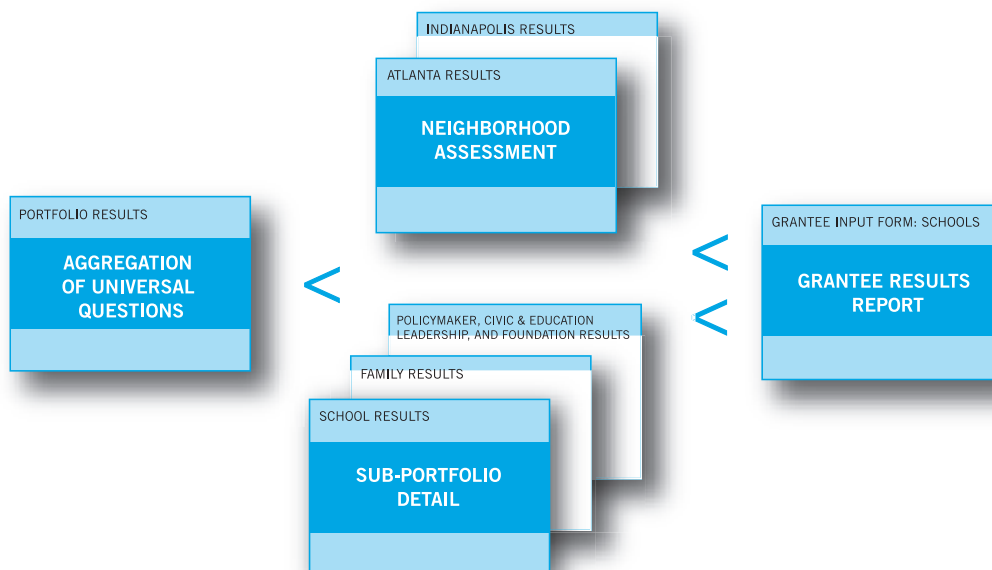 INDIANAPOLIS RESULTS
ATLANTA RESULTS
NEIGHBORHOOD
ASSESSMENT
PORTFOLIO RESULTS
AGGREGATION
OF UNIVERSAL
QUESTIONS
<
<
<
GRANTEE INPUT FORM: SCHOOLS
GRANTEE RESULTS
REPORT
POLICYMAKER, CIVIC & EDUCATION
LEADERSHIP, AND FOUNDATION RESULTS
FAMILY RESULTS
SCHOOL RESULTS
SUB-PORTFOLIO
DETAIL